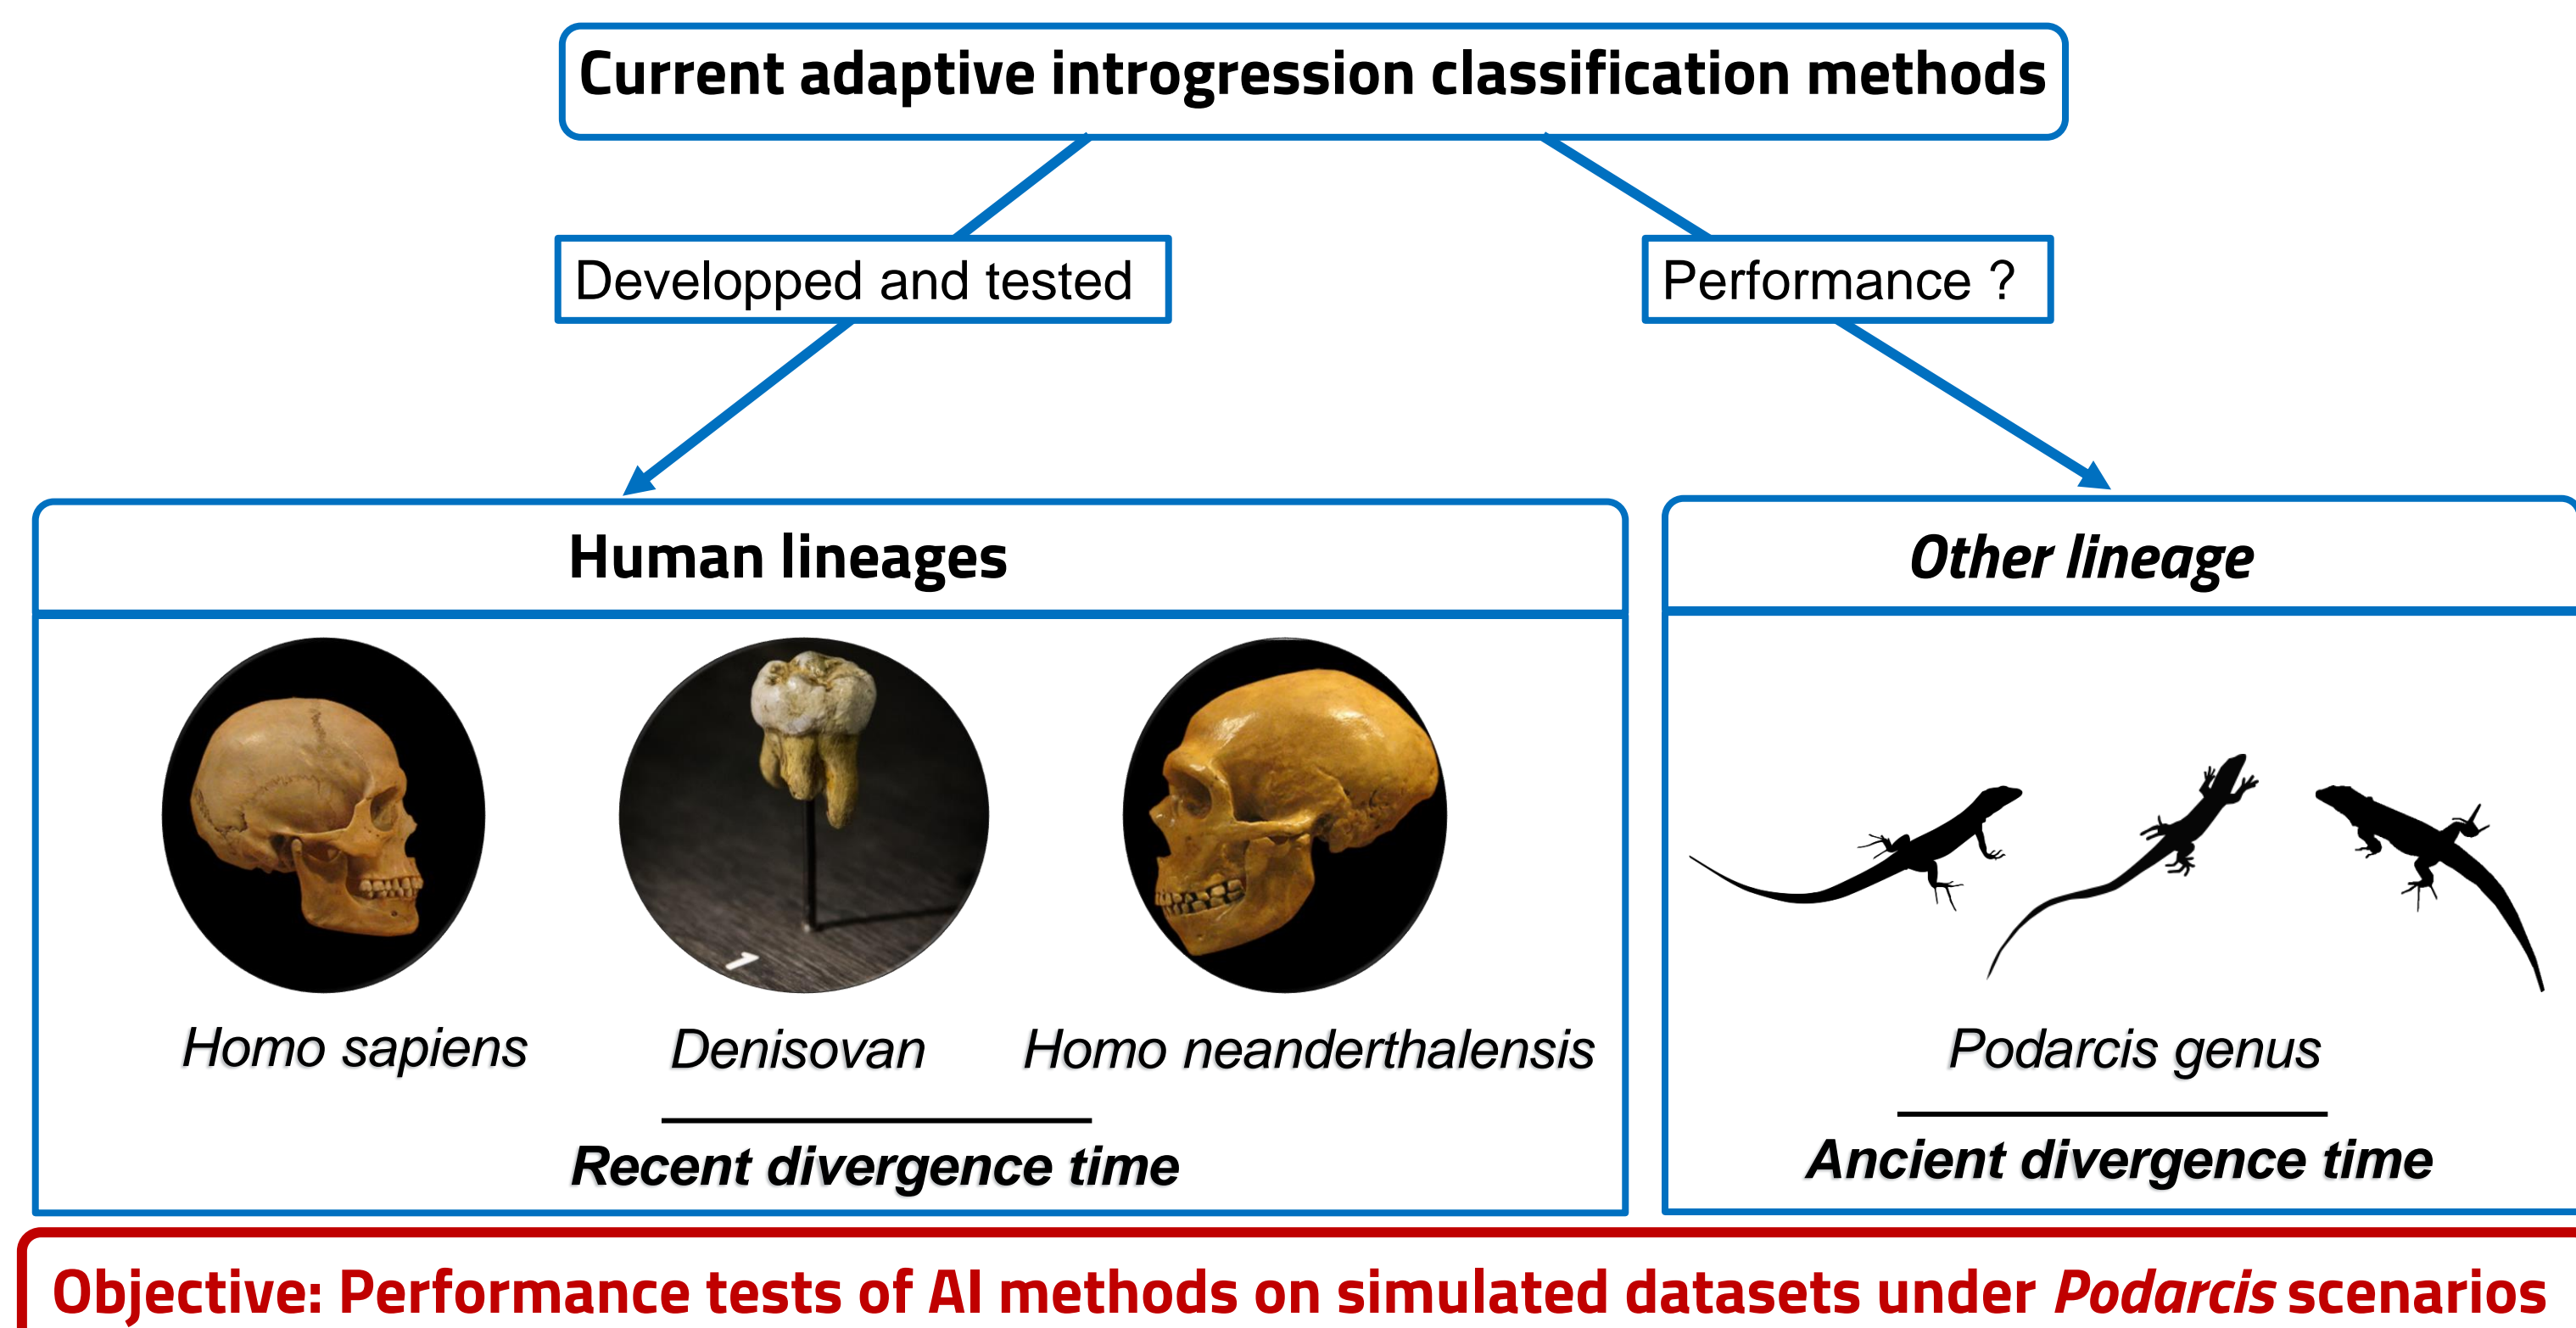 Current adaptive introgression classification methods
Developped and tested
Performance ?
Human lineages
Other lineage
1
Homo sapiens
Denisovan
Homo neanderthalensis
Podarcis genus
Recent divergence time
Ancient divergence time
Objective: Performance tests of AI methods on simulated datasets under Podarcis scenarios